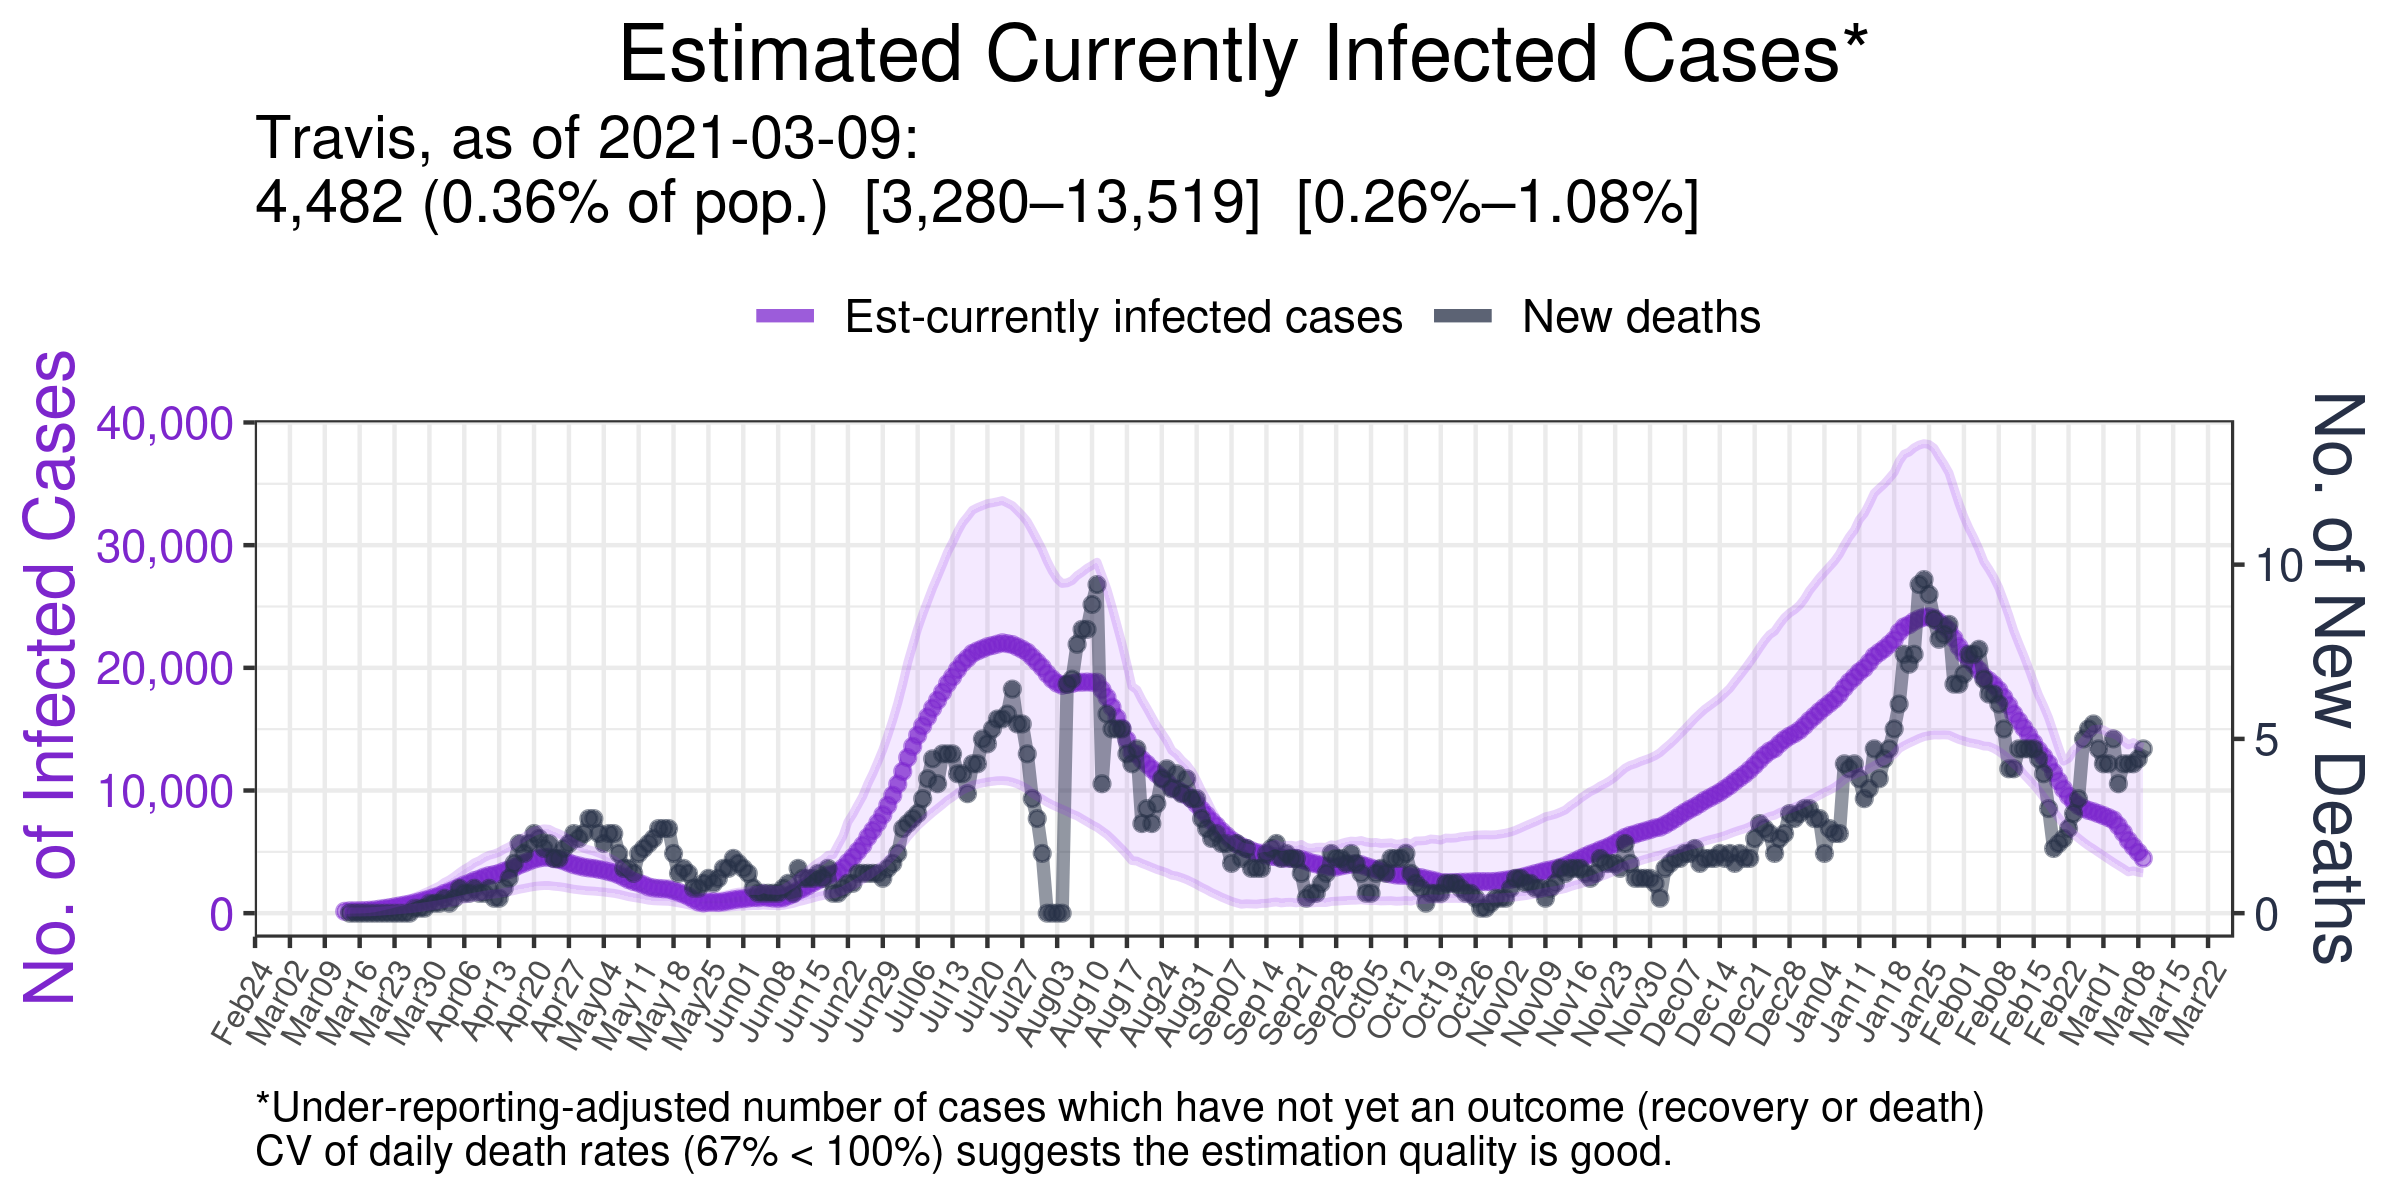 Estimated Currently Infected Cases*
Travis, as of 2021-03-09:
4,482 (0.36% of pop.)  [3,280–13,519]  [0.26%–1.08%]
Est-currently infected cases
New deaths
No. of Infected Cases
40,000
30,000
20,000
10,000
0
No. of New Deaths
10
5
0
Feb24
Mar02
Mar09
Mar16
Mar23
Mar30
Apr06
Apr13
Apr20
Apr27
May04
May11
May18
May25
Jun01
Jun08
Jun15
Jun22
Jun29
Jul06
Jul13
Jul20
Jul27
Aug03
Aug10
Aug17
Aug24
Aug31
Sep07
Sep14
Sep21
Sep28
Oct05
Oct12
Oct19
Oct26
Nov02
Nov09
Nov16
Nov23
Nov30
Dec07
Dec14
Dec21
Dec28
Jan04
Jan11
Jan18
Jan25
Feb01
Feb08
Feb15
Feb22
Mar01
Mar08
Mar15
Mar22
*Under-reporting-adjusted number of cases which have not yet an outcome (recovery or death)
CV of daily death rates (67% < 100%) suggests the estimation quality is good.